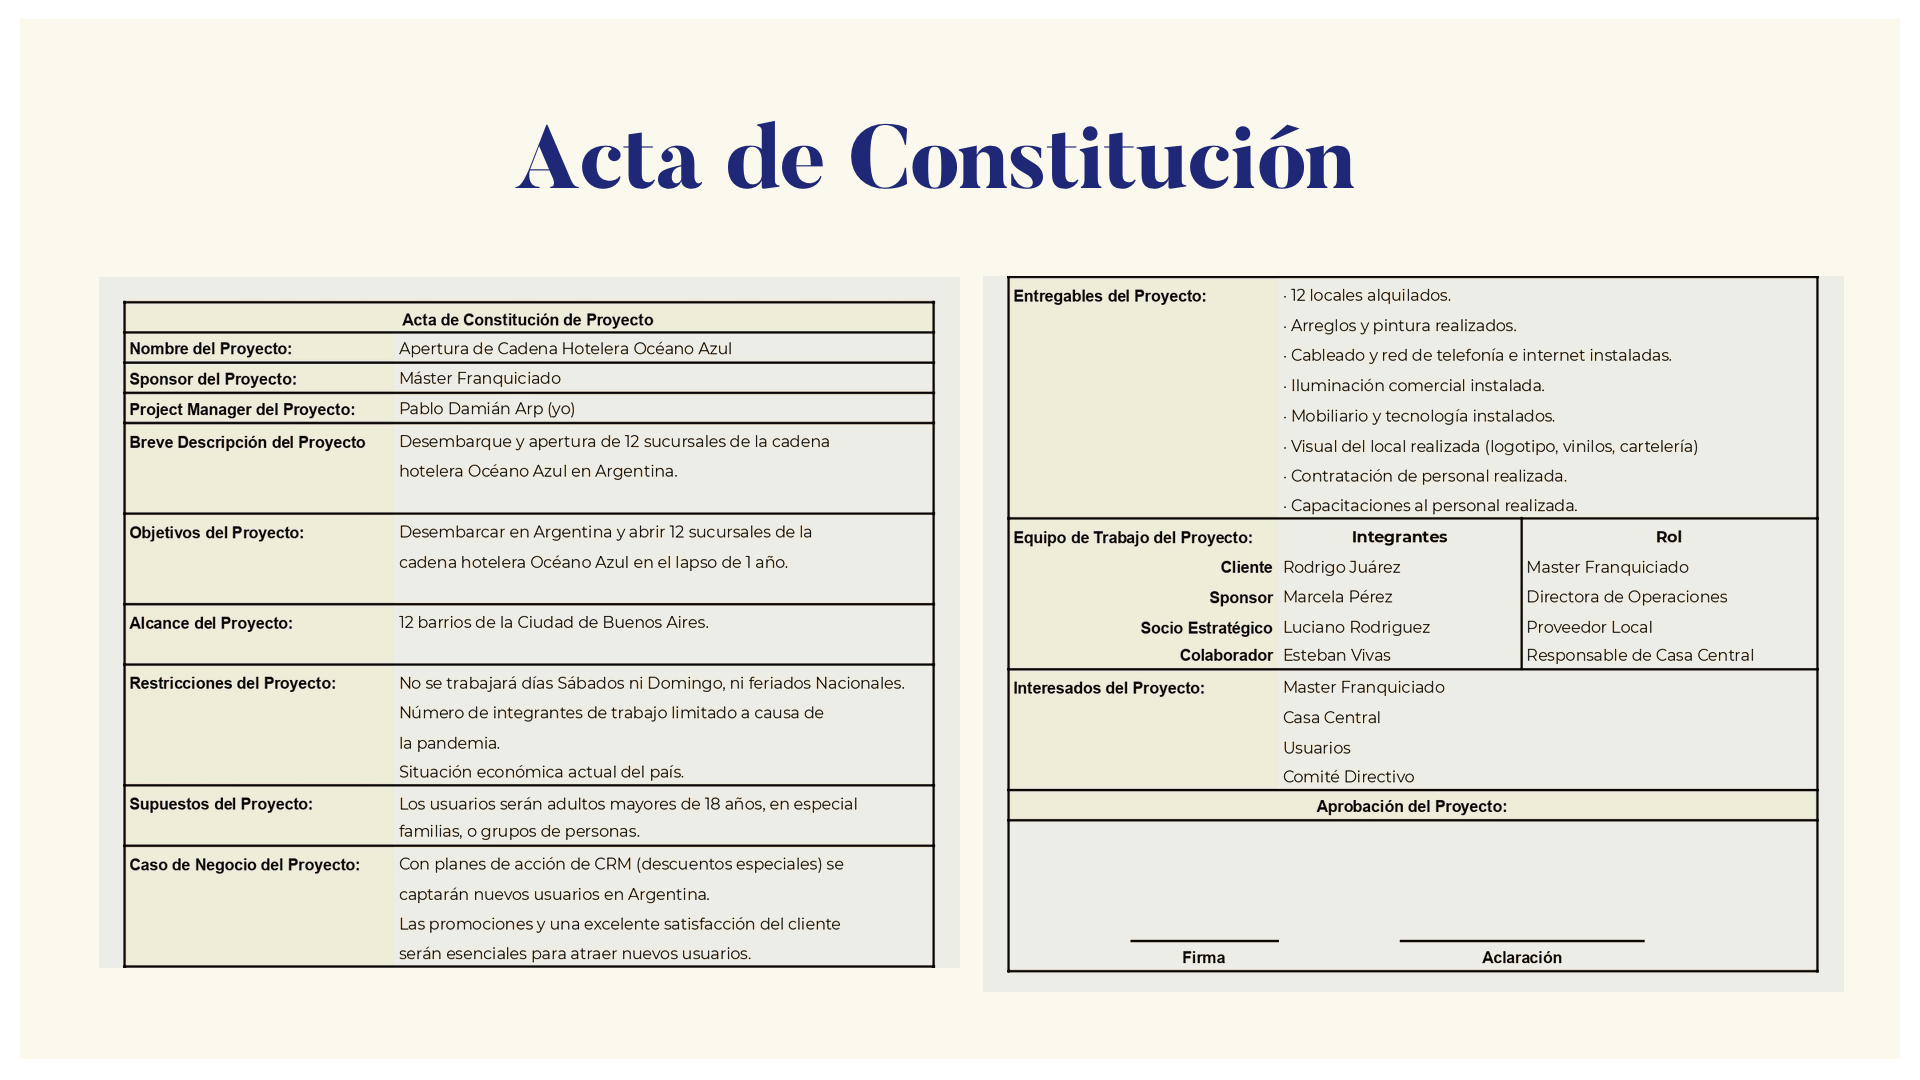 Acta de Constitución
Acta de Constitución de Proyecto
Nombre del Proyecto: Apertura de Cadena Hotelera Océano Azul
Sponsor del Proyecto: Máster Franquiciado
Project Manager del Proyecto: Pablo Damián Arp (yo)
Breve Descripción del Proyecto Desembarque y apertura de 12 sucursales de la cadena
hotelera Océano Azul en Argentina.
Objetivos del Proyecto: Desembarcar en Argentina y abrir 12 sucursales de la
cadena hotelera Océano Azul en el lapso de 1 año.
Alcance del Proyecto: 12 barrios de la Ciudad de Buenos Aires.
Restricciones del Proyecto: No se trabajará días Sábados ni Domingo, ni feriados Nacionales.
Número de integrantes de trabajo limitado a causa de
la pandemia.
Situación económica actual del país.
Supuestos del Proyecto: Los usuarios serán adultos mayores de 18 años, en especial
familias, o grupos de personas.
Caso de Negocio del Proyecto: Con planes de acción de CRM (descuentos especiales) se
captarán nuevos usuarios en Argentina.
Las promociones y una excelente satisfacción del cliente
serán esenciales para atraer nuevos usuarios.
Entregables del Proyecto: · 12 locales alquilados.
· Arreglos y pintura realizados.
· Cableado y red de telefonía e internet instaladas.
· Iluminación comercial instalada.
· Mobiliario y tecnología instalados.
· Visual del local realizada (logotipo, vinilos, cartelería)
· Contratación de personal realizada.
· Capacitaciones al personal realizada.
Equipo de Trabajo del Proyecto: Integrantes Rol
Cliente Rodrigo Juárez Master Franquiciado
Sponsor Marcela Pérez Directora de Operaciones
Socio Estratégico Luciano Rodriguez Proveedor Local
Colaborador Esteban Vivas Responsable de Casa Central
Interesados del Proyecto: Master Franquiciado
Casa Central
Usuarios
Comité Directivo
Aprobación del Proyecto:
Firma Aclaración